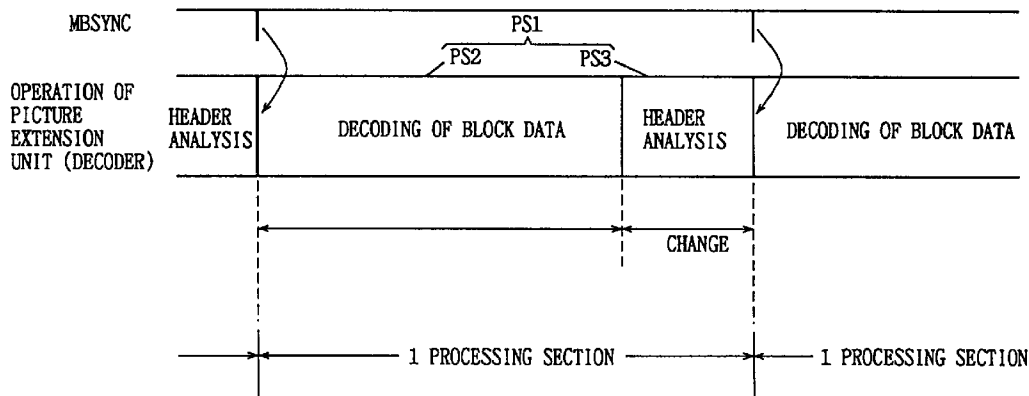 MBSYNC
PS1
PS2
PS3
OPERATION OF
PICTURE
EXTENSION
UNIT (DECODER)
HEADER
ANALYSIS
DECODING OF BLOCK DATA
HEADER
ANALYSIS
DECODING OF BLOCK DATA
CHANGE
1 PROCESSING SECTION
1 PROCESSING SECTION